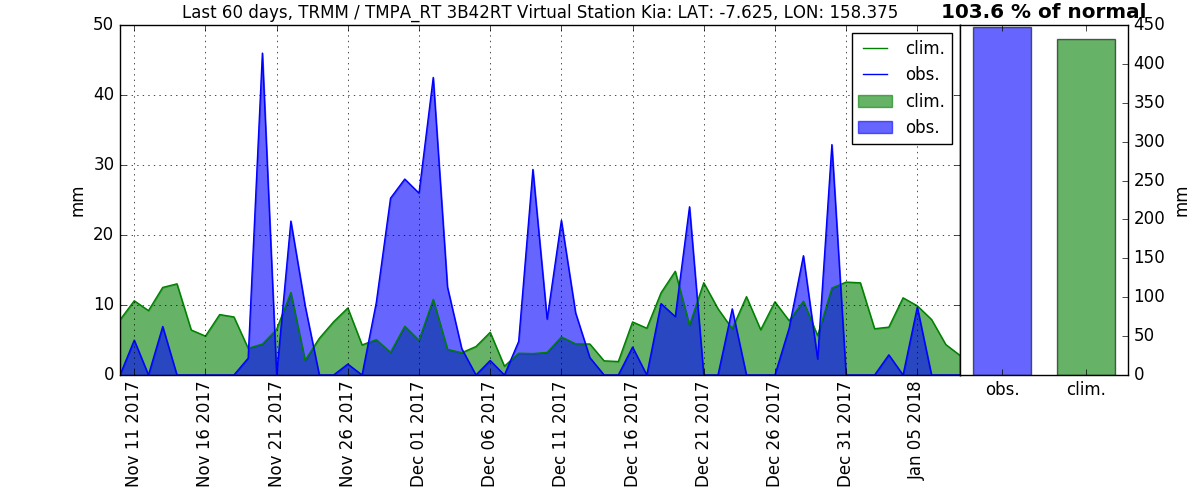 Last 60 days, TRMM / TMPA_RT 3B42RT Virtual Station Kia: LAT: -7.625, LON: 158.375
103.6 % of normal
50
40
30
20
10
0
mm
clim.
obs.
clim.
obs.
450
400
350
300
250
200
150
100
50
0
mm
obs.
clim.
Nov 11 2017
Nov 16 2017
Nov 21 2017
Nov 26 2017
Dec 01 2017
Dec 06 2017
Dec 11 2017
Dec 16 2017
Dec 21 2017
Dec 26 2017
Dec 31 2017
Jan 05 2018